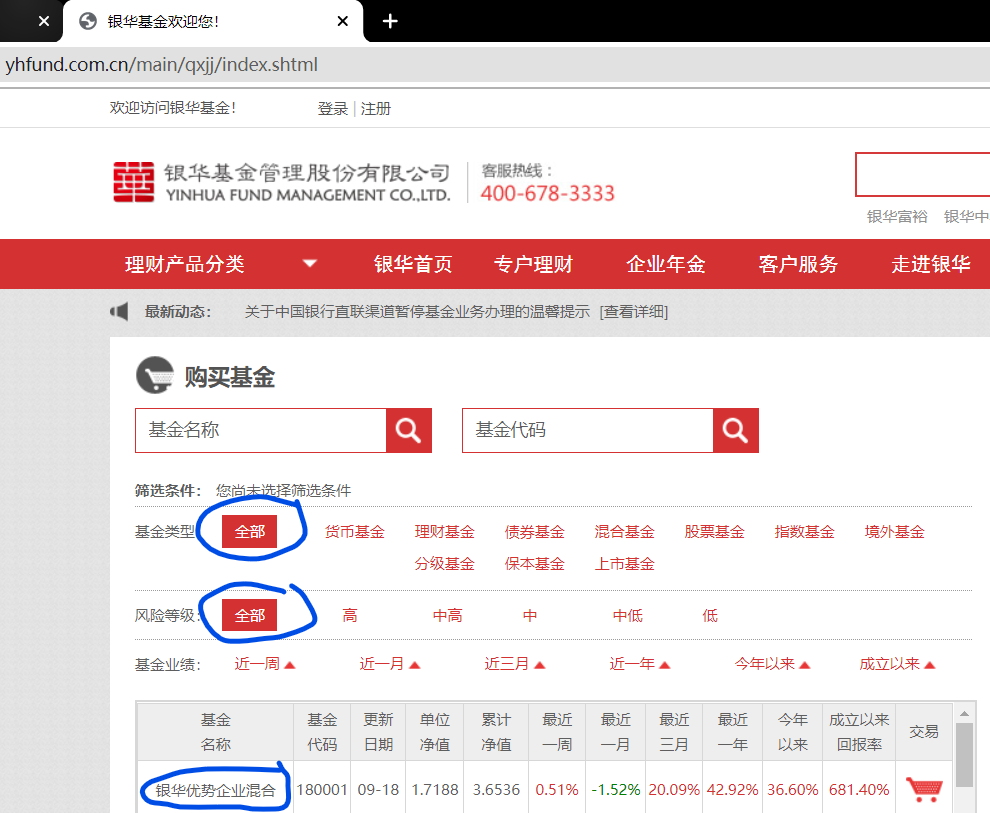 银华基金欢迎您!
yhfund.com.cn/main/qxjj/index.shtml
欢迎访问银华基金! 登录 | 注册
银华基金管理股份有限公司
YINHUA FUND MANAGEMENT CO.,LTD.
客服热线:
400-678-3333
银华富裕 银华中
理财产品分类 银华首页 专户理财 企业年金 客户服务 走进银华
最新动态: 关于中国银行直联渠道暂停基金业务办理的温馨提示 [查看详细]
购买基金
基金名称 基金代码
筛选条件: 您尚未选择筛选条件
基金类型 全部 货币基金 理财基金 债券基金 混合基金 股票基金 指数基金 境外基金
分级基金 保本基金 上市基金
风险等级: 全部 高 中高 中 中低 低
基金业绩: 近一周 近一月 近三月 近一年 今年以来 成立以来
基金名称 基金代码 更新日期 单位净值 累计净值 最近一周 最近一月 最近三月 最近一年 今年以来 成立以来回报率 交易
银华优势企业混合 180001 09-18 1.7188 3.6536 0.51% -1.52% 20.09% 42.92% 36.60% 681.40%